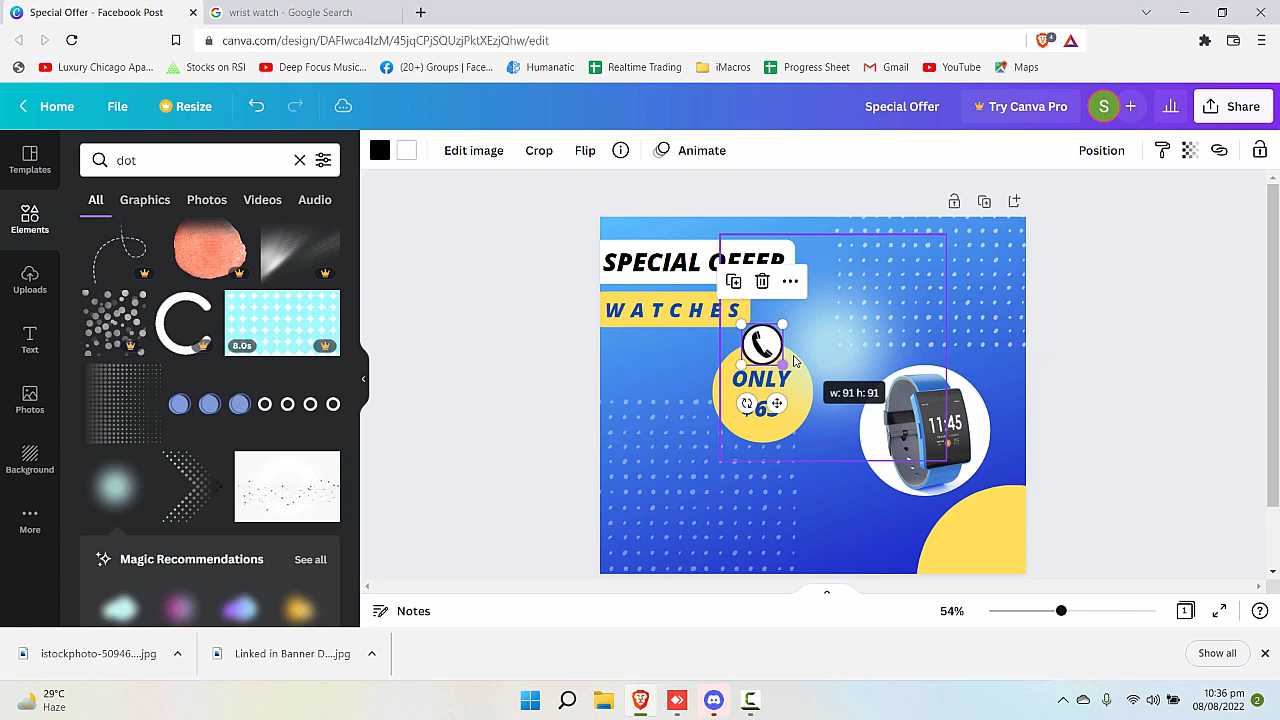 Special Offer - Facebook Post
wrist watch - Google Search
canva.com/design/DAFIwca4IzM/45jqCPjSQUzjPktXEzjQhw/edit
4
Luxury Chicago Apa...
Stocks on RSI
Deep Focus Music...
(20+) Groups | Face...
Humanatic
Realtime Trading
iMacros
Progress Sheet
Gmail
YouTube
Maps
Home
File
Resize
Special Offer
Try Canva Pro
S
Share
Templates
Elements
Uploads
Text
Photos
Background
More
dot
All
Graphics
Photos
Videos
Audio
8.0s
Magic Recommendations
See all
Edit image
Crop
Flip
Animate
Position
SPECIAL OFFER
WATCHES
ONLY
w: 91 h: 91
11:45
Notes
54%
1
istockphoto-50946....jpg
Linked in Banner D....jpg
Show all
29°C
Haze
10:36 pm
08/08/2022
2